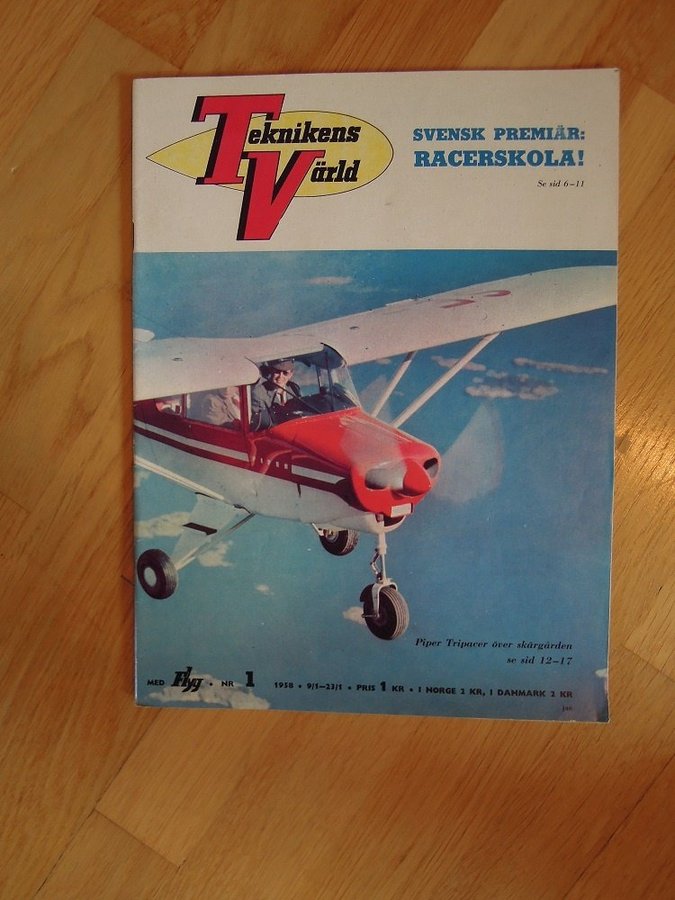 Teknikens
Värld
SVENSK PREMIÄR:
RACERSKOLA!
Se sid 6–11
Piper Tripacer över skärgården
se sid 12–17
MED Flyg • NR 1 1958 • 9/1–23/1 • PRIS 1 KR • I NORGE 2 KR, I DANMARK 2 KR